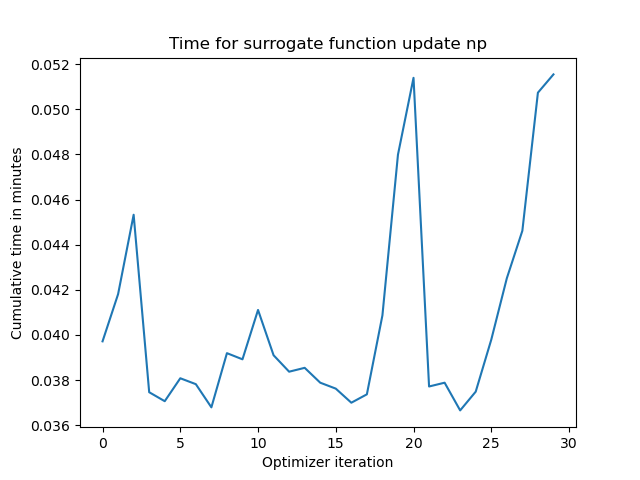 Time for surrogate function update np
Cumulative time in minutes
0.052
0.050
0.048
0.046
0.044
0.042
0.040
0.038
0.036
0 5 10 15 20 25 30
Optimizer iteration